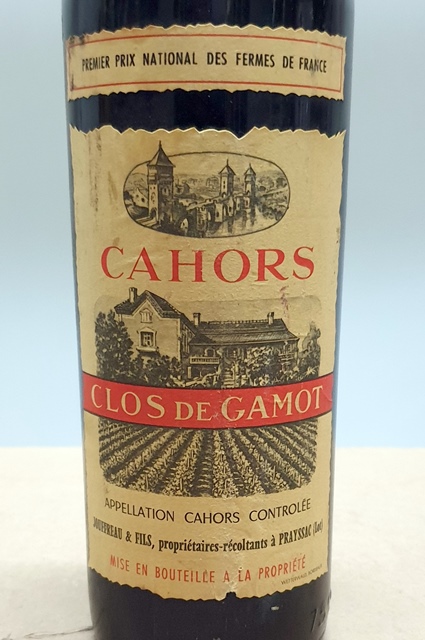 PREMIER PRIX NATIONAL DES FERMES DE FRANCE
CAHORS
CLOS DE GAMOT
APPELLATION CAHORS CONTROLÉE
JOUFFREAU & FILS, propriétaires-récoltants à PRAYSSAC (Lot)
MISE EN BOUTEILLE A LA PROPRIÉTÉ